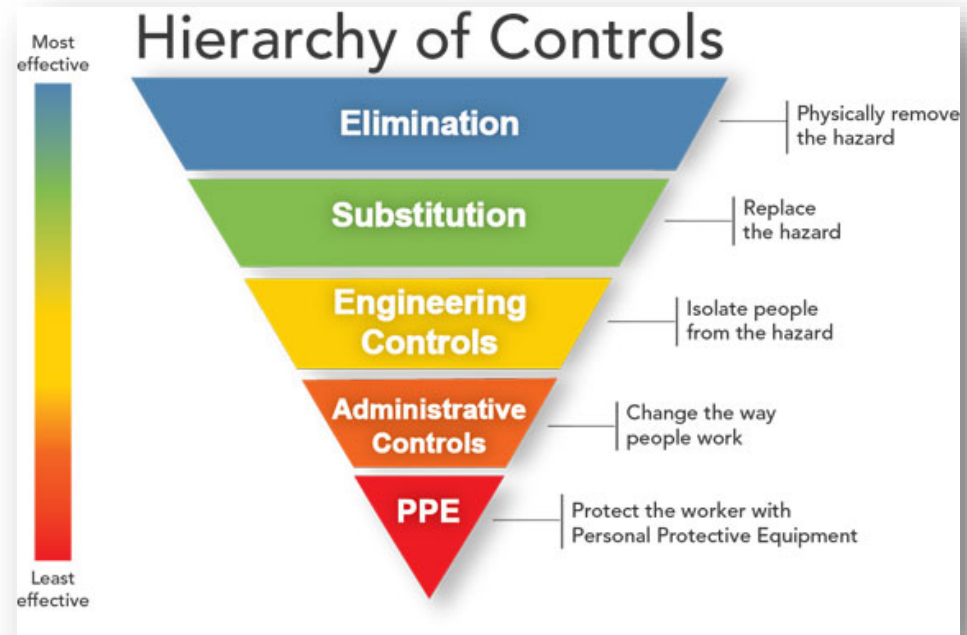 Hierarchy of Controls
Most
effective
Elimination
Physically remove
the hazard
Substitution
Replace
the hazard
Engineering
Controls
Isolate people
from the hazard
Administrative
Controls
Change the way
people work
PPE
Protect the worker with
Personal Protective Equipment
Least
effective